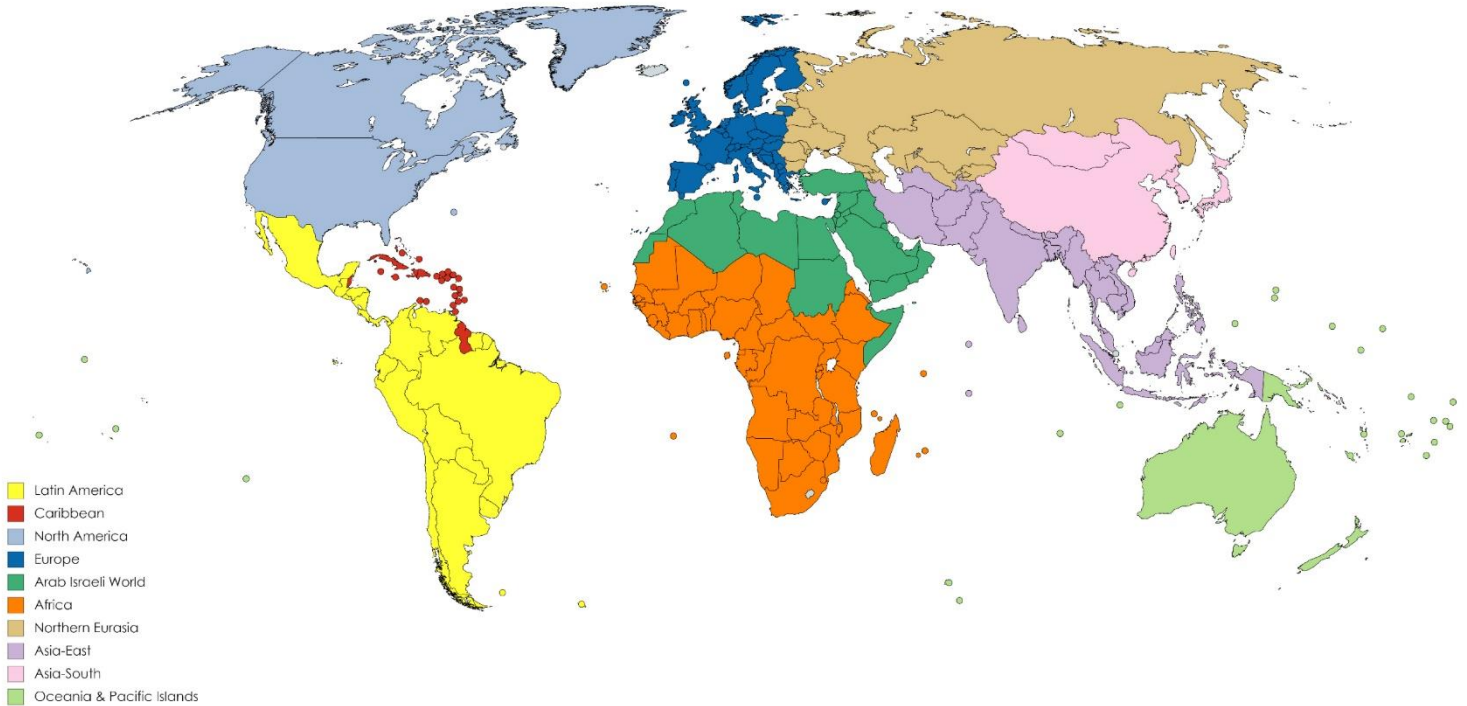 Latin America
Caribbean
North America
Europe
Arab Israeli World
Africa
Northern Eurasia
Asia-East
Asia-South
Oceania & Pacific Islands